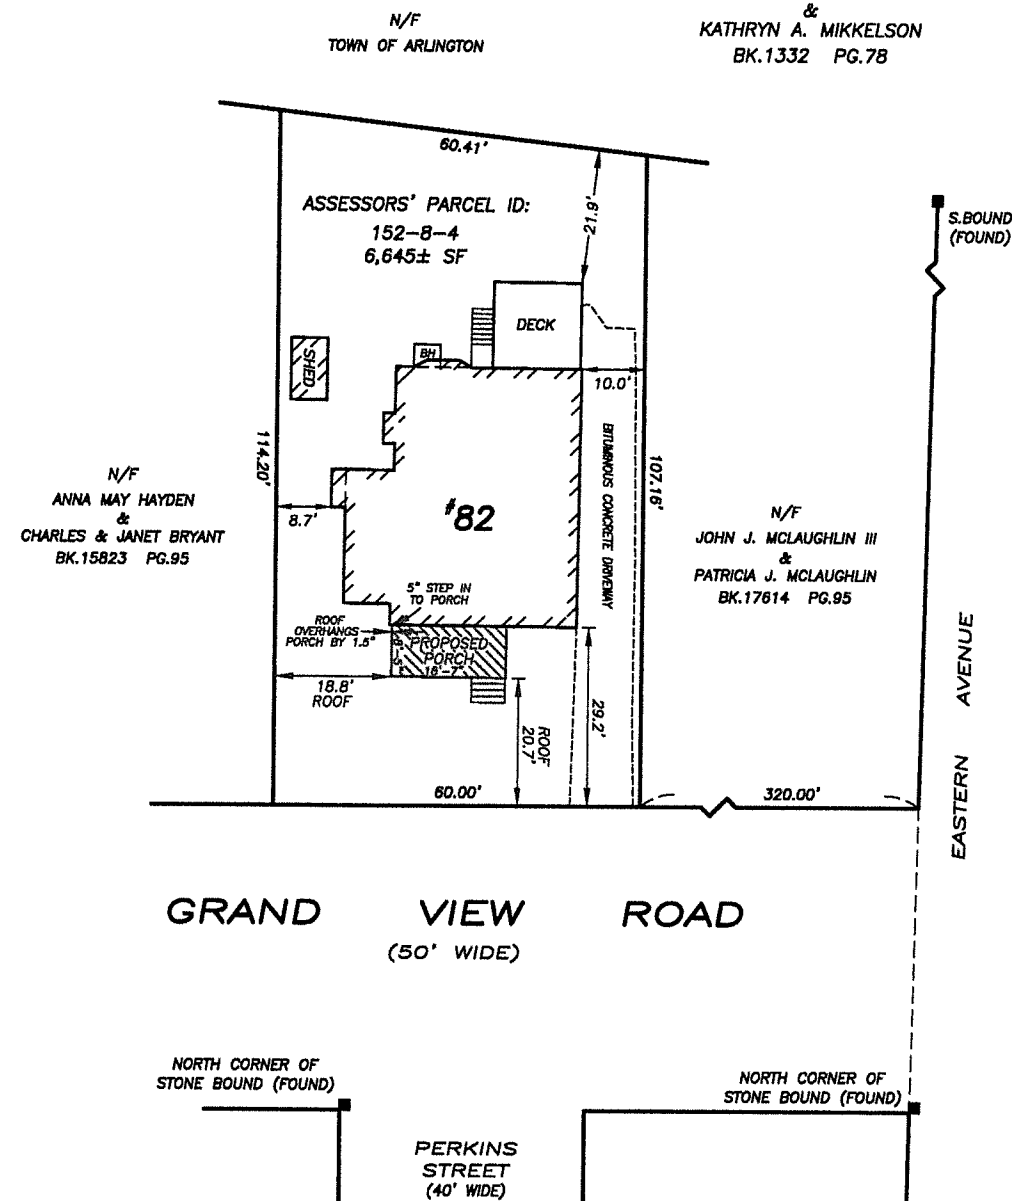 N/F
TOWN OF ARLINGTON
&
KATHRYN A. MIKKELSON
BK.1332 PG.78
60.41'
ASSESSORS' PARCEL ID:
152-8-4
6,645± SF
21.9'
S.BOUND
(FOUND)
DECK
BH
SHED
10.0'
114.20'
BITUMINOUS CONCRETE DRIVEWAY
107.16'
N/F
ANNA MAY HAYDEN
&
CHARLES & JANET BRYANT
BK.15823 PG.95
8.7'
#82
N/F
JOHN J. MCLAUGHLIN III
&
PATRICIA J. MCLAUGHLIN
BK.17614 PG.95
5" STEP IN
TO PORCH
ROOF
OVERHANGS
PORCH BY 1.5"
PROPOSED
PORCH
18'-7"
18.8'
ROOF
ROOF
20.7'
29.2'
EASTERN AVENUE
60.00'
320.00'
GRAND VIEW ROAD
(50' WIDE)
NORTH CORNER OF
STONE BOUND (FOUND)
NORTH CORNER OF
STONE BOUND (FOUND)
PERKINS
STREET
(40' WIDE)